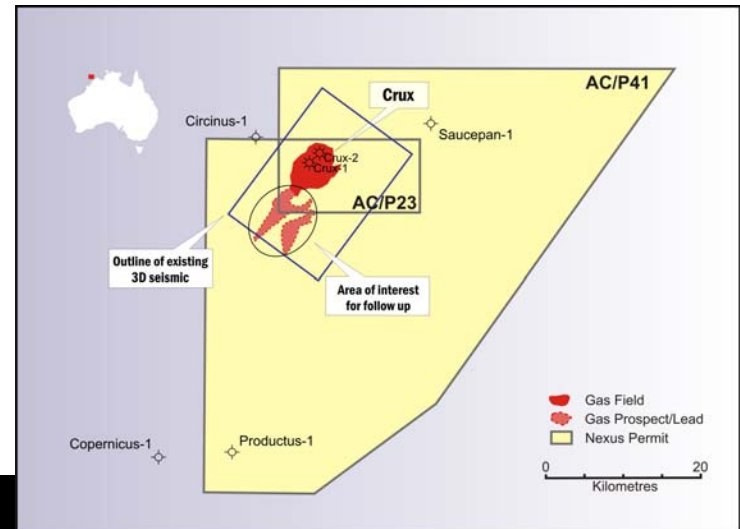 AC/P41
Crux
Circinus-1
Saucepan-1
Crux-2
Crux-1
AC/P23
Outline of existing
3D seismic
Area of interest
for follow up
Gas Field
Gas Prospect/Lead
Nexus Permit
Copernicus-1
Productus-1
0
20
Kilometres